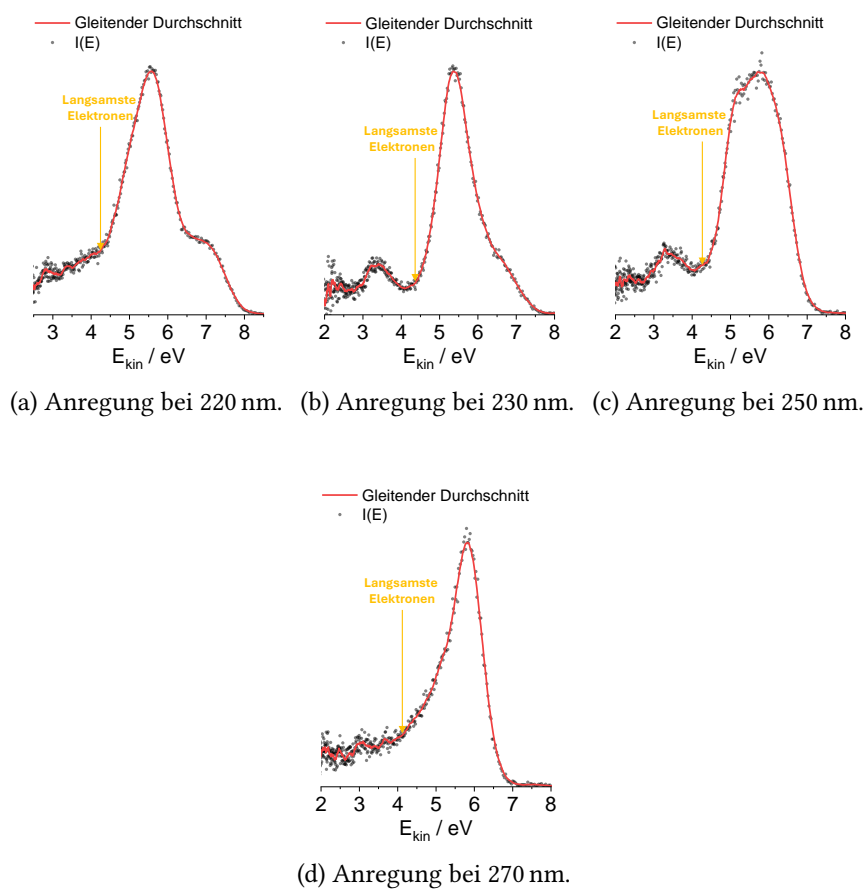 Gleitender Durchschnitt
I(E)
Langsamste
Elektronen
3 4 5 6 7 8
E_kin / eV
(a) Anregung bei 220 nm.
Gleitender Durchschnitt
I(E)
Langsamste
Elektronen
2 3 4 5 6 7 8
E_kin / eV
(b) Anregung bei 230 nm.
Gleitender Durchschnitt
I(E)
Langsamste
Elektronen
2 3 4 5 6 7 8
E_kin / eV
(c) Anregung bei 250 nm.
Gleitender Durchschnitt
I(E)
Langsamste
Elektronen
2 3 4 5 6 7 8
E_kin / eV
(d) Anregung bei 270 nm.